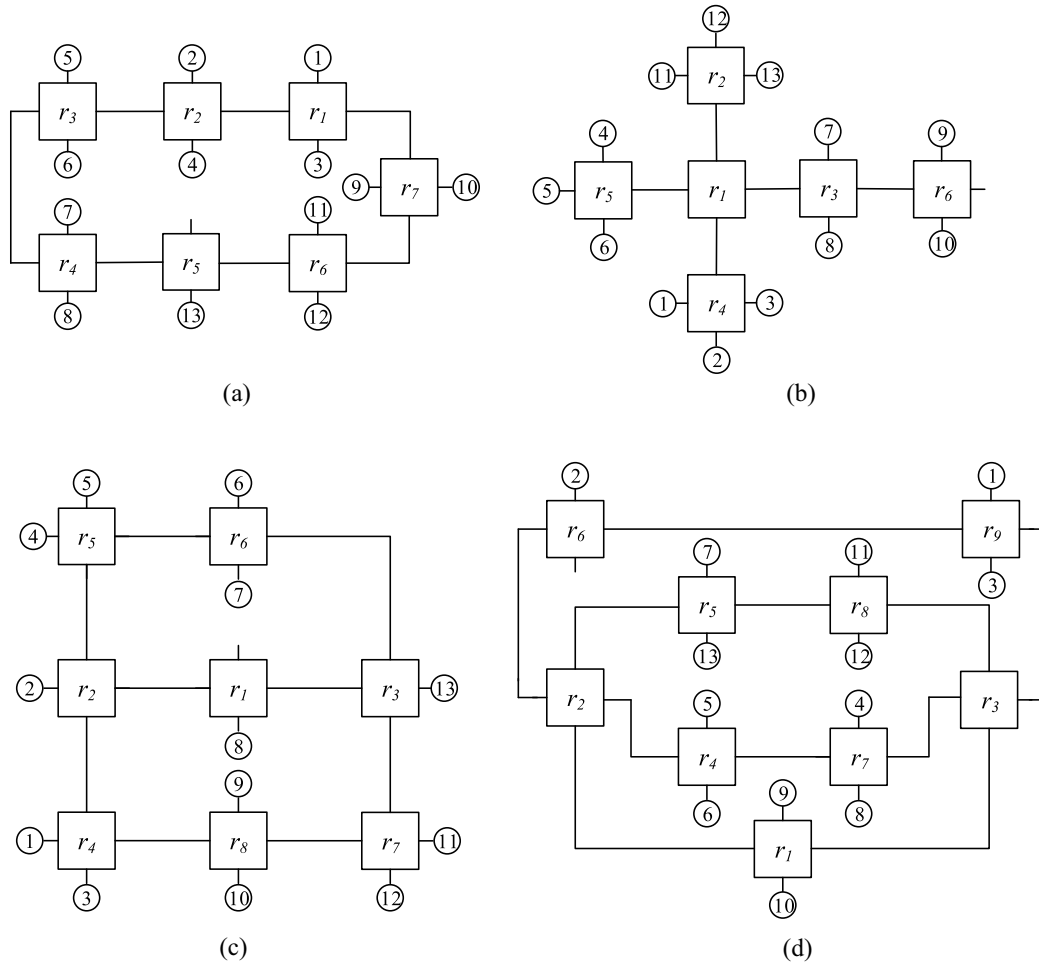 5 2 1
r3 r2 r1
6 4 3
9 r7 10
7 11
r4 r5 r6
8 13 12
(a)
12
11 r2 13
4 7 9
5 r5 r1 r3 r6
6 8 10
1 r4 3
2
(b)
5 6
4 r5 r6
7
2 r2 r1 r3 13
8
9
1 r4 r8 r7 11
3 10 12
(c)
2 1
r6 r9
7 11 3
r5 r8
13 12
r2 r3
5 4
r4 r7
9
6 8
r1
10
(d)